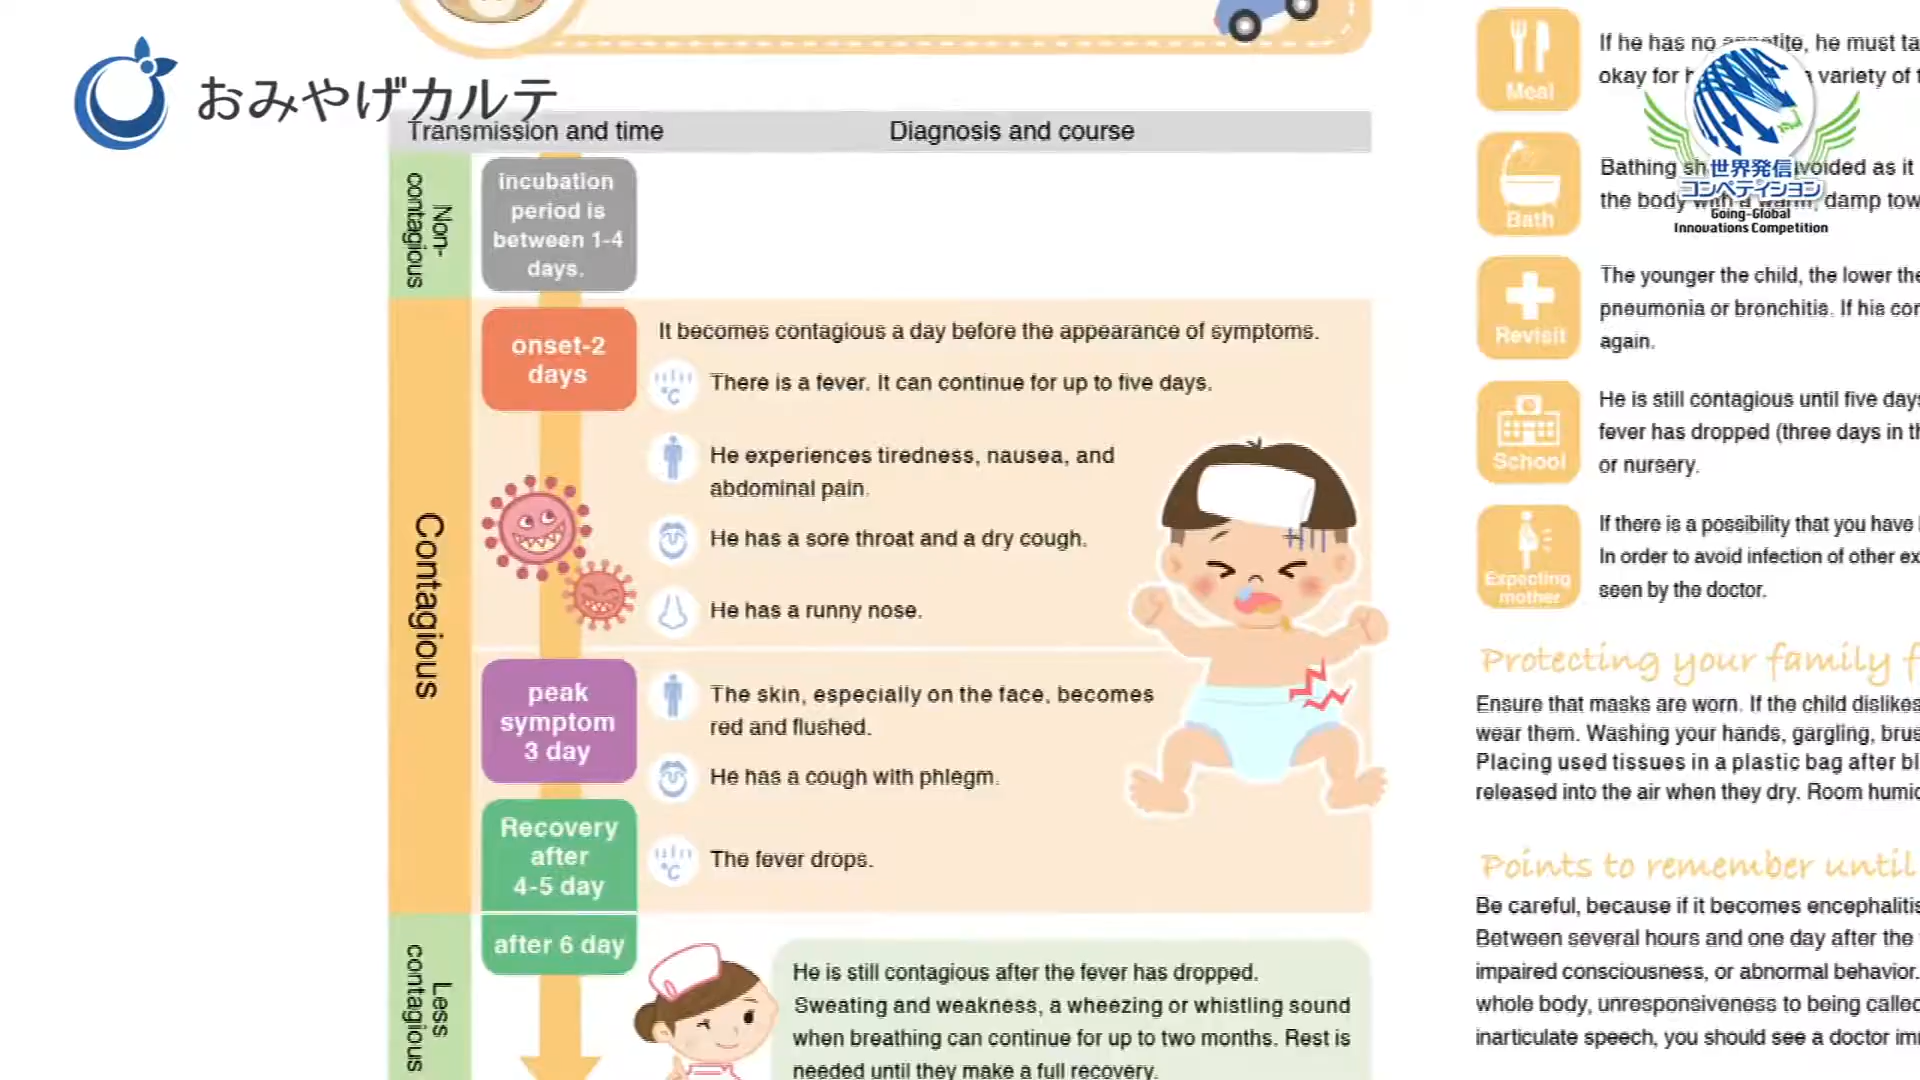 おみやげカルテ
Transmission and time
Diagnosis and course
Non-
contagious
incubation
period is
between 1-4
days.
Contagious
onset-2
days
It becomes contagious a day before the appearance of symptoms.
°C
There is a fever. It can continue for up to five days.
He experiences tiredness, nausea, and
abdominal pain.
He has a sore throat and a dry cough.
He has a runny nose.
peak
symptom
3 day
The skin, especially on the face, becomes
red and flushed.
He has a cough with phlegm.
Recovery
after
4-5 day
°C
The fever drops.
Less
contagious
after 6 day
He is still contagious after the fever has dropped.
Sweating and weakness, a wheezing or whistling sound
when breathing can continue for up to two months. Rest is
needed until they make a full recovery.
Meal
If he has no appetite, he must
okay for variety of
Bath
Bathing avoided as it
the body with a warm, damp
Revisit
The younger the child, the lower
pneumonia or bronchitis. If his
again.
School
He is still contagious until five days
fever has dropped (three days in
or nursery.
Expecting
mother
If there is a possibility that you have
In order to avoid infection of other
seen by the doctor.
世界発信
コンペティション
Going-Global
Innovations Competition
Protecting your family
Ensure that masks are worn. If the child dislikes
wear them. Washing your hands, gargling,
Placing used tissues in a plastic bag after
released into the air when they dry. Room
Points to remember until
Be careful, because if it becomes encephalitis
Between several hours and one day after the
impaired consciousness, or abnormal behavior.
whole body, unresponsiveness to being called
inarticulate speech, you should see a doctor